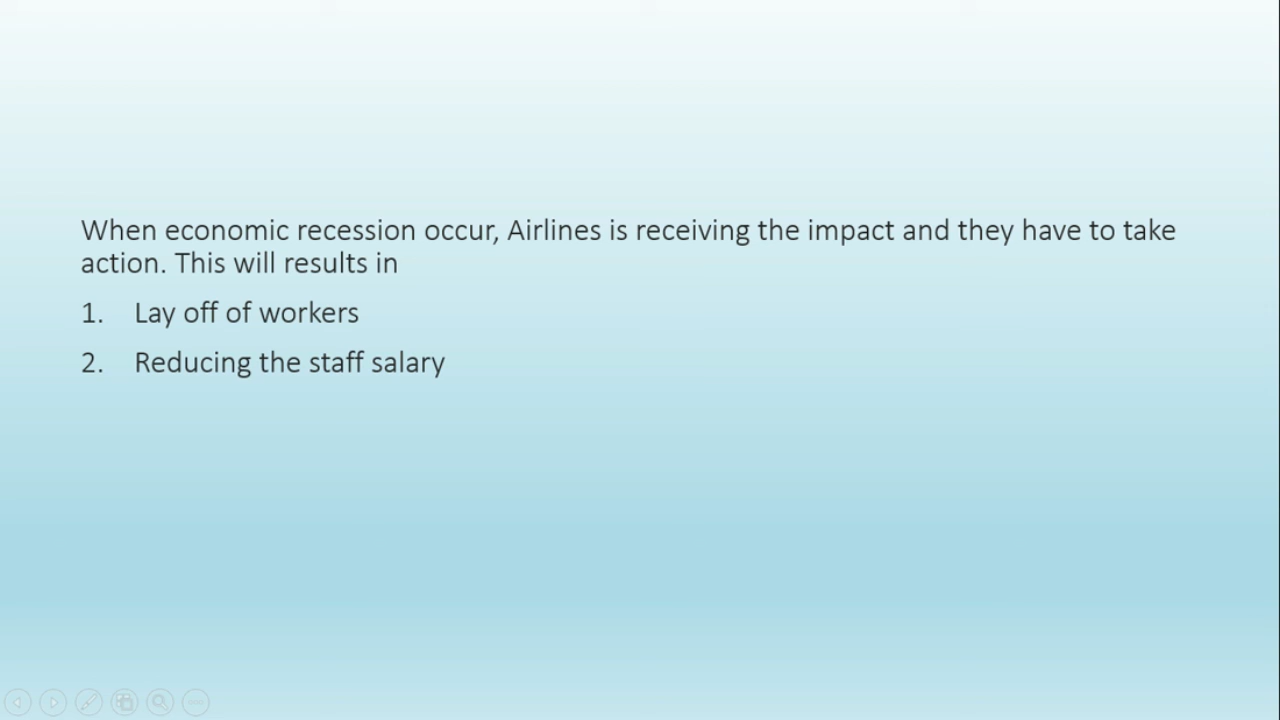 When economic recession occur, Airlines is receiving the impact and they have to take
action. This will results in
1. Lay off of workers
2. Reducing the staff salary